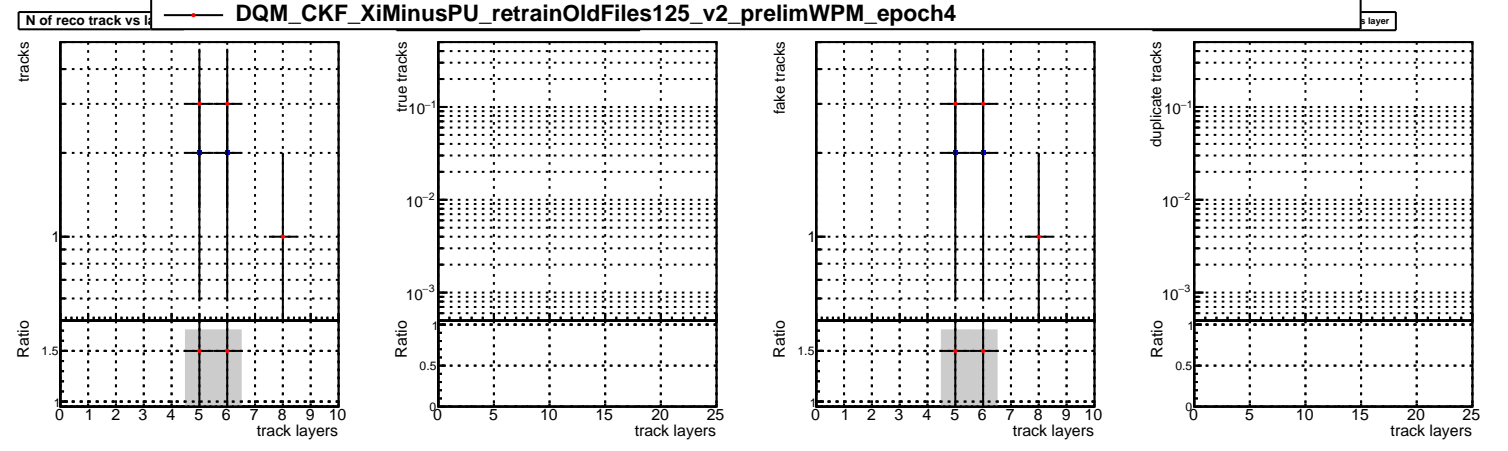 DQM_CKF_XiMinusPU_retrainOldFiles125_v2_prelimWPM_epoch4
N of reco track vs
s layer
tracks
1
Ratio
1.5
1
0 1 2 3 4 5 6 7 8 9 10
track layers
true tracks
10−1
10−2
10−3
Ratio
1
0.5
0
0 5 10 15 20 25
track layers
fake tracks
1
Ratio
1.5
1
0 1 2 3 4 5 6 7 8 9 10
track layers
duplicate tracks
10−1
10−2
10−3
Ratio
1
0.5
0
0 5 10 15 20 25
track layers